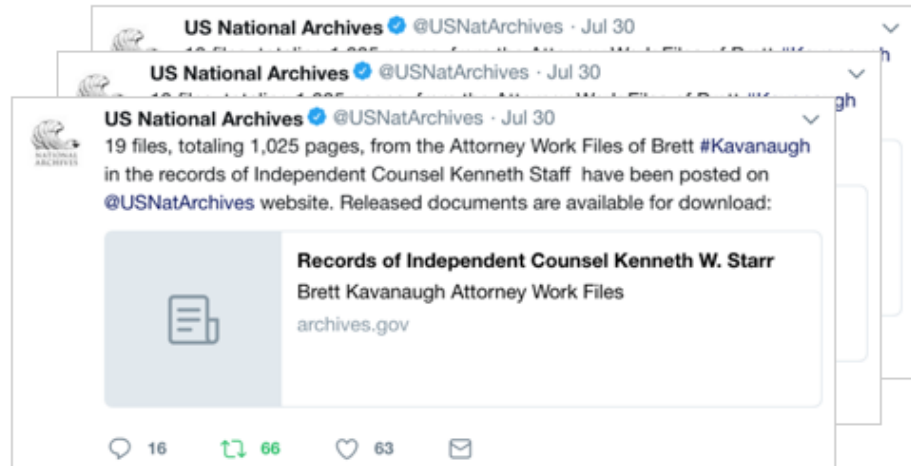 US National Archives @USNatArchives · Jul 30
US National Archives @USNatArchives · Jul 30
US National Archives @USNatArchives · Jul 30
19 files, totaling 1,025 pages, from the Attorney Work Files of Brett #Kavanaugh
in the records of Independent Counsel Kenneth Staff have been posted on
@USNatArchives website. Released documents are available for download:
NATIONAL
ARCHIVES
Records of Independent Counsel Kenneth W. Starr
Brett Kavanaugh Attorney Work Files
archives.gov
16 66 63